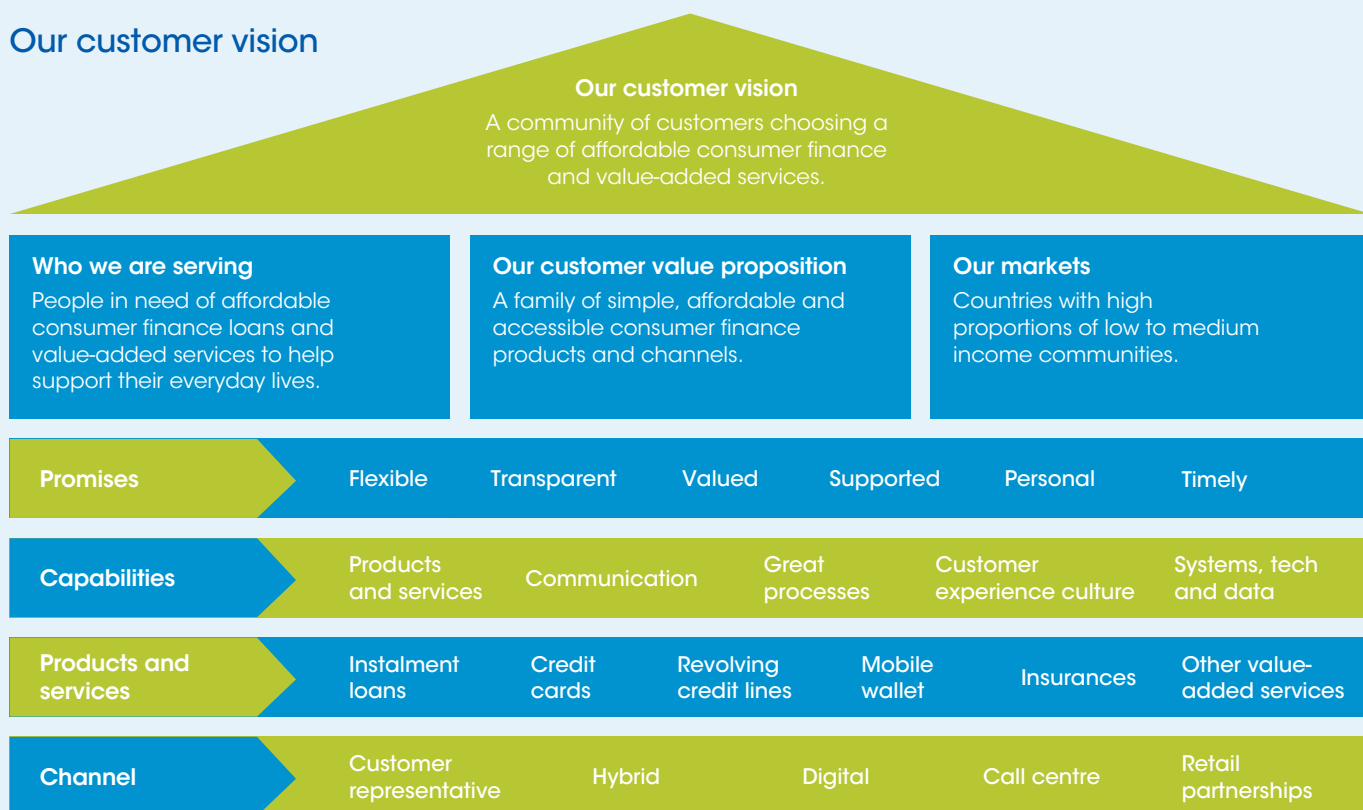 Our customer vision
Our customer vision
A community of customers choosing a
range of affordable consumer finance
and value-added services.
Who we are serving
People in need of affordable
consumer finance loans and
value-added services to help
support their everyday lives.
Our customer value proposition
A family of simple, affordable and
accessible consumer finance
products and channels.
Our markets
Countries with high
proportions of low to medium
income communities.
Promises
Flexible
Transparent
Valued
Supported
Personal
Timely
Capabilities
Products
and services
Communication
Great
processes
Customer
experience culture
Systems, tech
and data
Products and
services
Instalment
loans
Credit
cards
Revolving
credit lines
Mobile
wallet
Insurances
Other value-
added services
Channel
Customer
representative
Hybrid
Digital
Call centre
Retail
partnerships